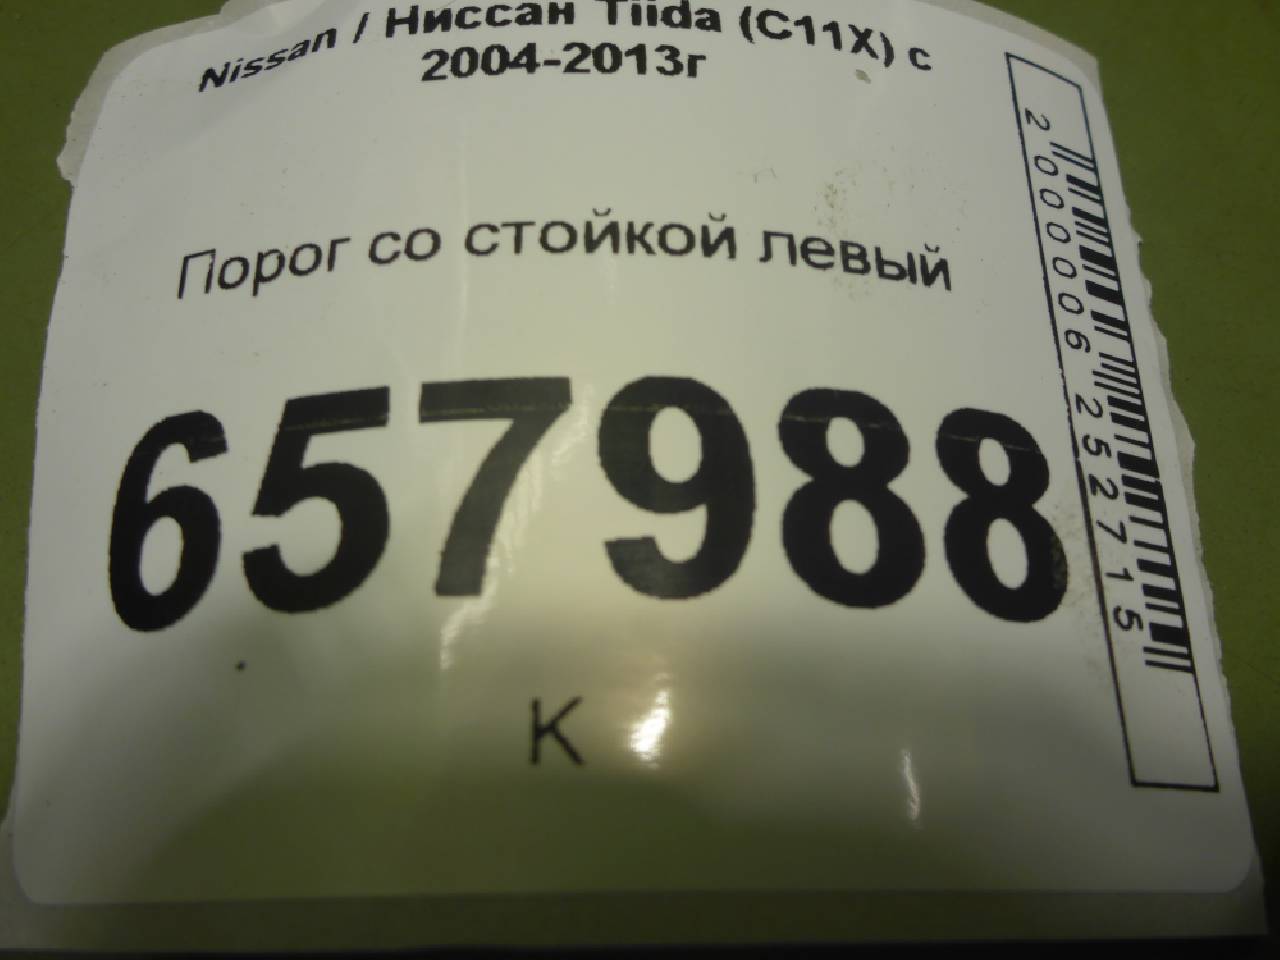 Nissan / Ниссан Tiida (C11X) с
2004-2013г
Порог со стойкой левый
657988
К
2000006252715